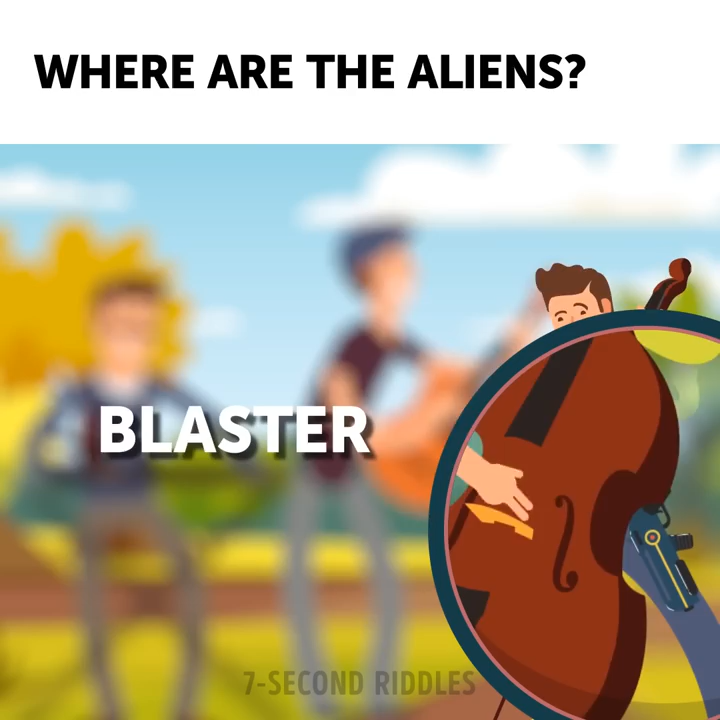 WHERE ARE THE ALIENS?
BLASTER
7-SECOND RIDDLES